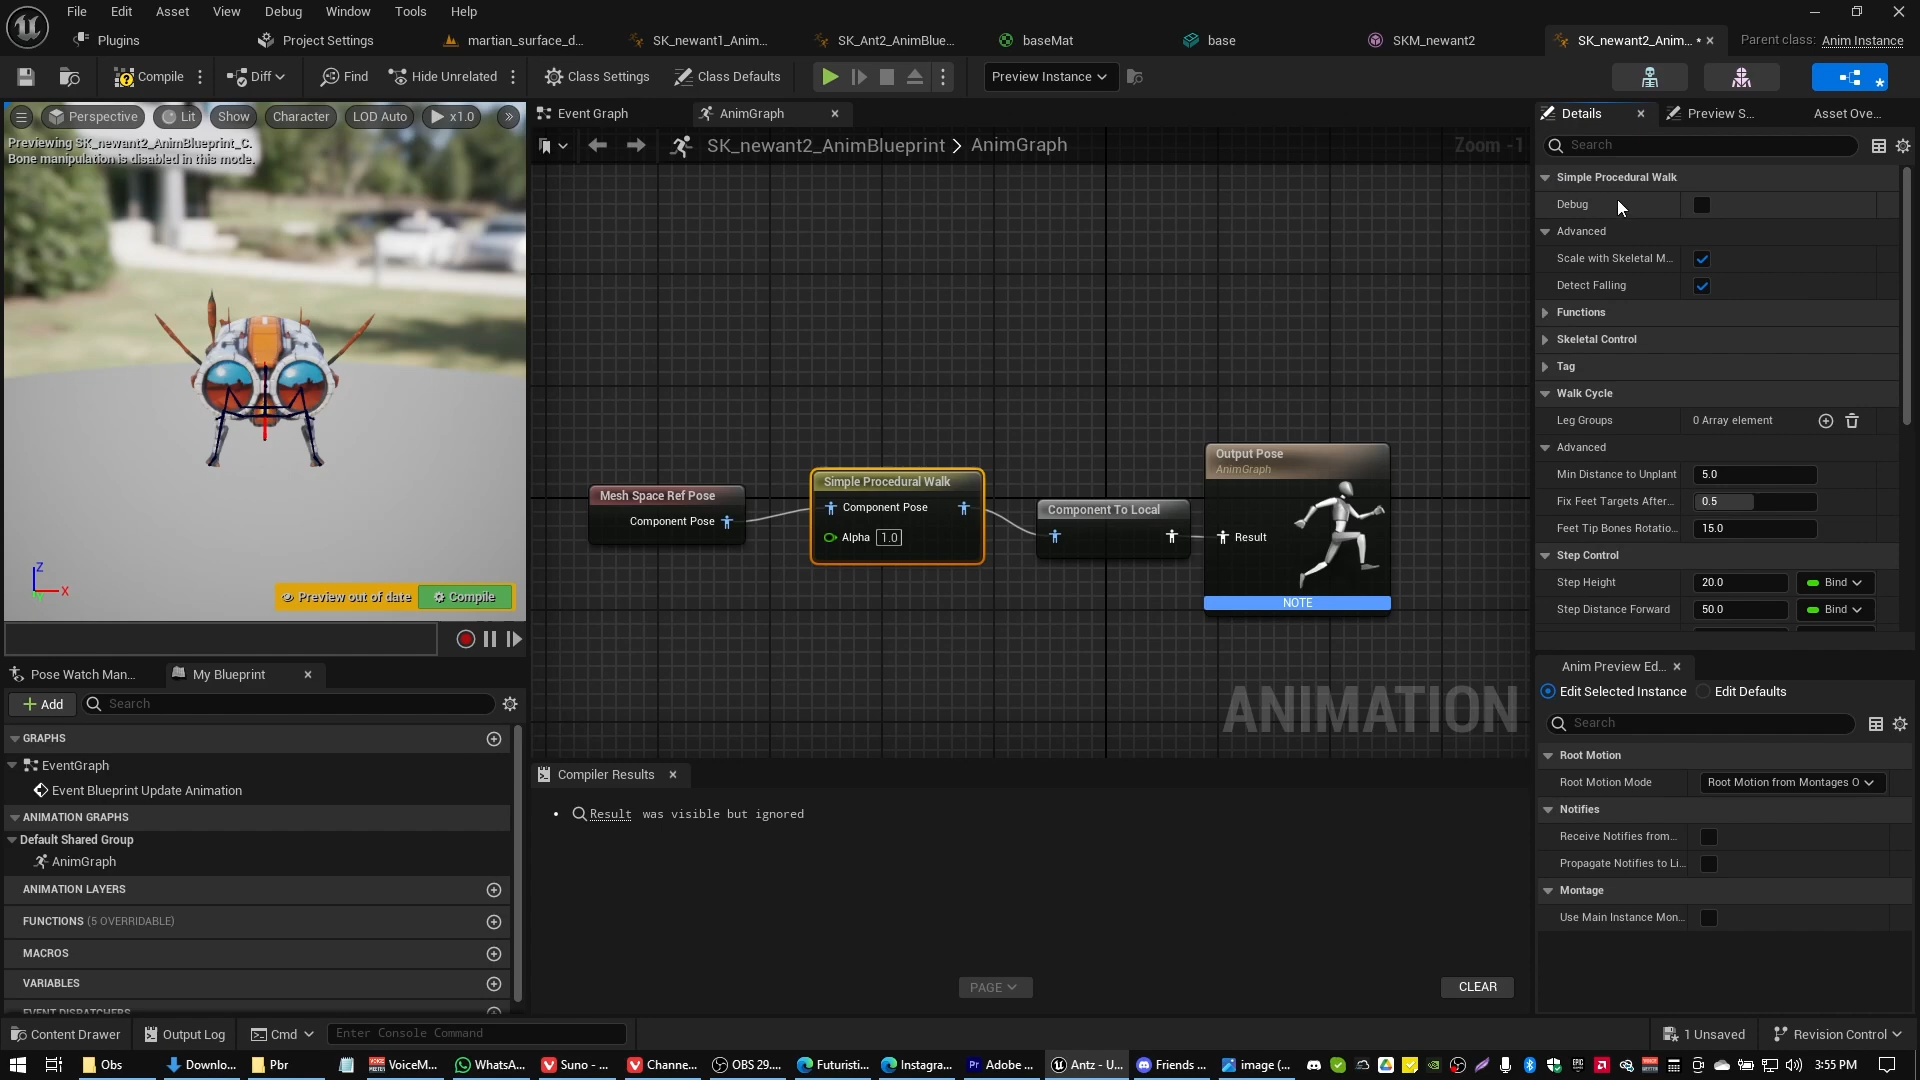 File Edit Asset View Debug Window Tools Help
Plugins Project Settings martian_surface_d... SK_newant1_Anim... SK_Ant2_AnimBlue... baseMat base SKM_newant2 SK_newant2_Anim... * Parent class: Anim Instance
Compile Diff Find Hide Unrelated Class Settings Class Defaults Preview Instance
Perspective Lit Show Character LOD Auto x1.0
Previewing SK_newant2_AnimBlueprint_C.
Bone manipulation is disabled in this mode.
Z
X
Preview out of date Compile
Pose Watch Man... My Blueprint
Add Search
GRAPHS
EventGraph
Event Blueprint Update Animation
ANIMATION GRAPHS
Default Shared Group
AnimGraph
ANIMATION LAYERS
FUNCTIONS (5 OVERRIDABLE)
MACROS
VARIABLES
EVENT DISPATCHERS
Event Graph AnimGraph
SK_newant2_AnimBlueprint > AnimGraph Zoom -1
Mesh Space Ref Pose
Component Pose
Simple Procedural Walk
Component Pose
Alpha 1.0
Component To Local
Output Pose
AnimGraph
Result
NOTE
ANIMATION
Compiler Results
Result was visible but ignored
PAGE CLEAR
Details Preview S... Asset Ove...
Search
Simple Procedural Walk
Debug
Advanced
Scale with Skeletal M...
Detect Falling
Functions
Skeletal Control
Tag
Walk Cycle
Leg Groups 0 Array element
Advanced
Min Distance to Unplant 5.0
Fix Feet Targets After... 0.5
Feet Tip Bones Rotatio... 15.0
Step Control
Step Height 20.0 Bind
Step Distance Forward 50.0 Bind
Anim Preview Ed...
Edit Selected Instance Edit Defaults
Search
Root Motion
Root Motion Mode Root Motion from Montages O
Notifies
Receive Notifies from...
Propagate Notifies to Li...
Montage
Use Main Instance Mon...
Content Drawer Output Log Cmd Enter Console Command 1 Unsaved Revision Control
Obs Downlo... Pbr VoiceM... WhatsA... Suno - ... Channe... OBS 29.... Futuristi... Instagra... Adobe ... Antz - U... Friends ... image (... 3:55 PM